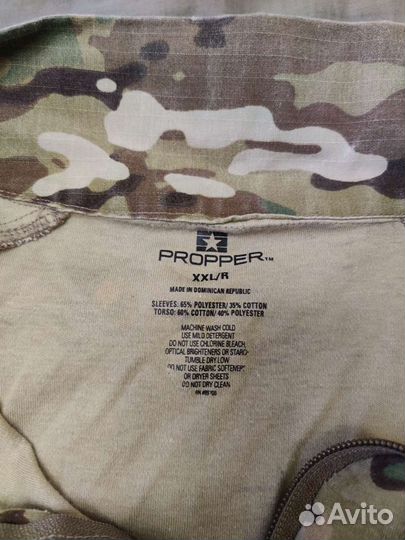 PROPPER™
XXL/R
MADE IN DOMINICAN REPUBLIC
SLEEVES: 65% POLYESTER/ 35% COTTON
TORSO: 60% COTTON/ 40% POLYESTER
MACHINE WASH COLD
USE MILD DETERGENT
DO NOT USE CHLORINE BLEACH,
OPTICAL BRIGHTENERS OR STARCH
TUMBLE DRY LOW
DO NOT USE FABRIC SOFTENER
OR DRYER SHEETS
DO NOT DRY CLEAN
Avito